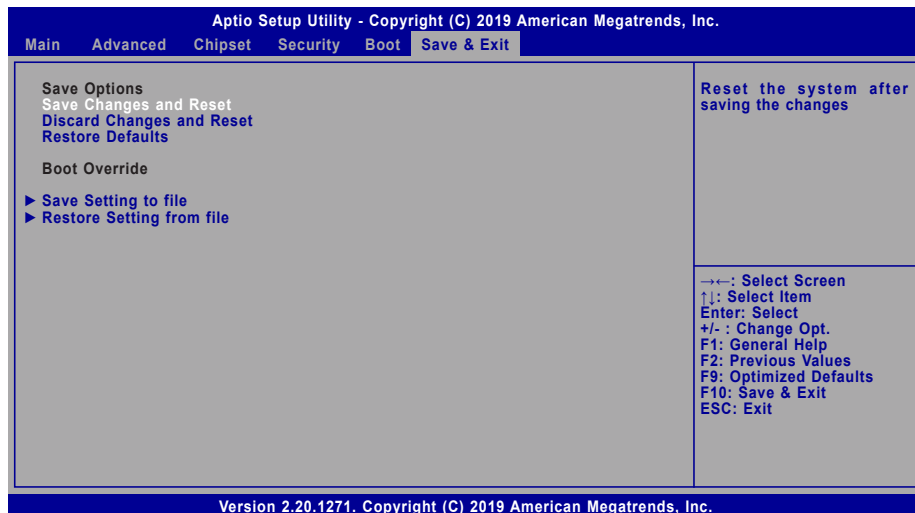 Aptio Setup Utility - Copyright (C) 2019 American Megatrends, Inc.
Main Advanced Chipset Security Boot Save & Exit
Save Options
Save Changes and Reset
Discard Changes and Reset
Restore Defaults
Boot Override
► Save Setting to file
► Restore Setting from file
Reset the system after
saving the changes
→←: Select Screen
↑↓: Select Item
Enter: Select
+/- : Change Opt.
F1: General Help
F2: Previous Values
F9: Optimized Defaults
F10: Save & Exit
ESC: Exit
Version 2.20.1271. Copyright (C) 2019 American Megatrends, Inc.